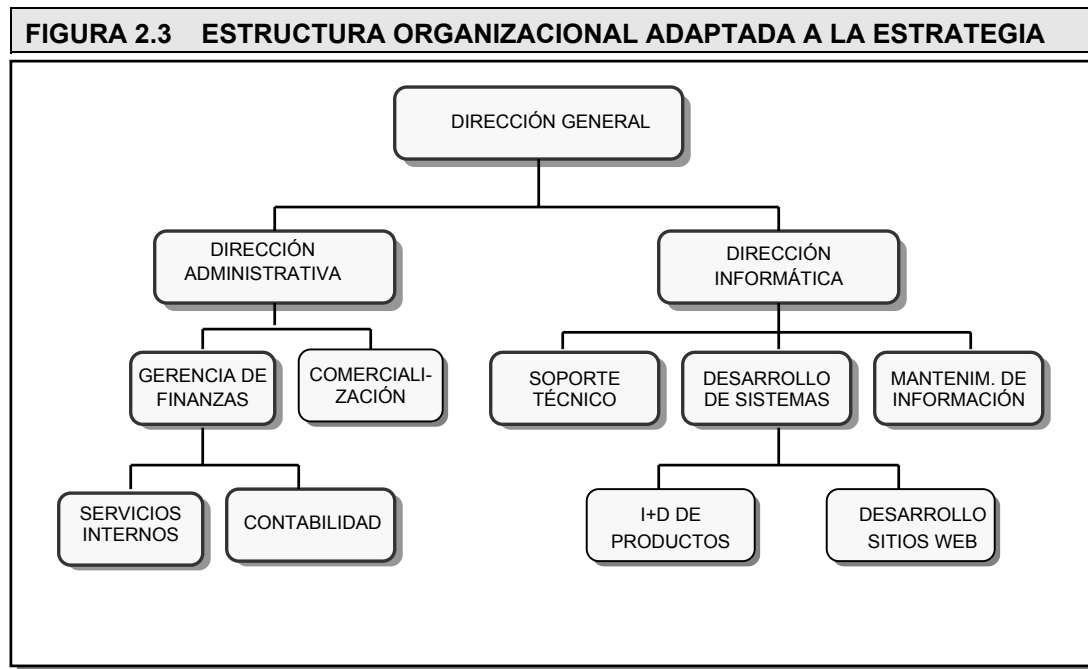 FIGURA 2.3 ESTRUCTURA ORGANIZACIONAL ADAPTADA A LA ESTRATEGIA
DIRECCIÓN GENERAL
DIRECCIÓN
ADMINISTRATIVA
DIRECCIÓN
INFORMÁTICA
GERENCIA DE
FINANZAS
COMERCIALI-
ZACIÓN
SOPORTE
TÉCNICO
DESARROLLO
DE SISTEMAS
MANTENIM. DE
INFORMACIÓN
SERVICIOS
INTERNOS
CONTABILIDAD
I+D DE
PRODUCTOS
DESARROLLO
SITIOS WEB